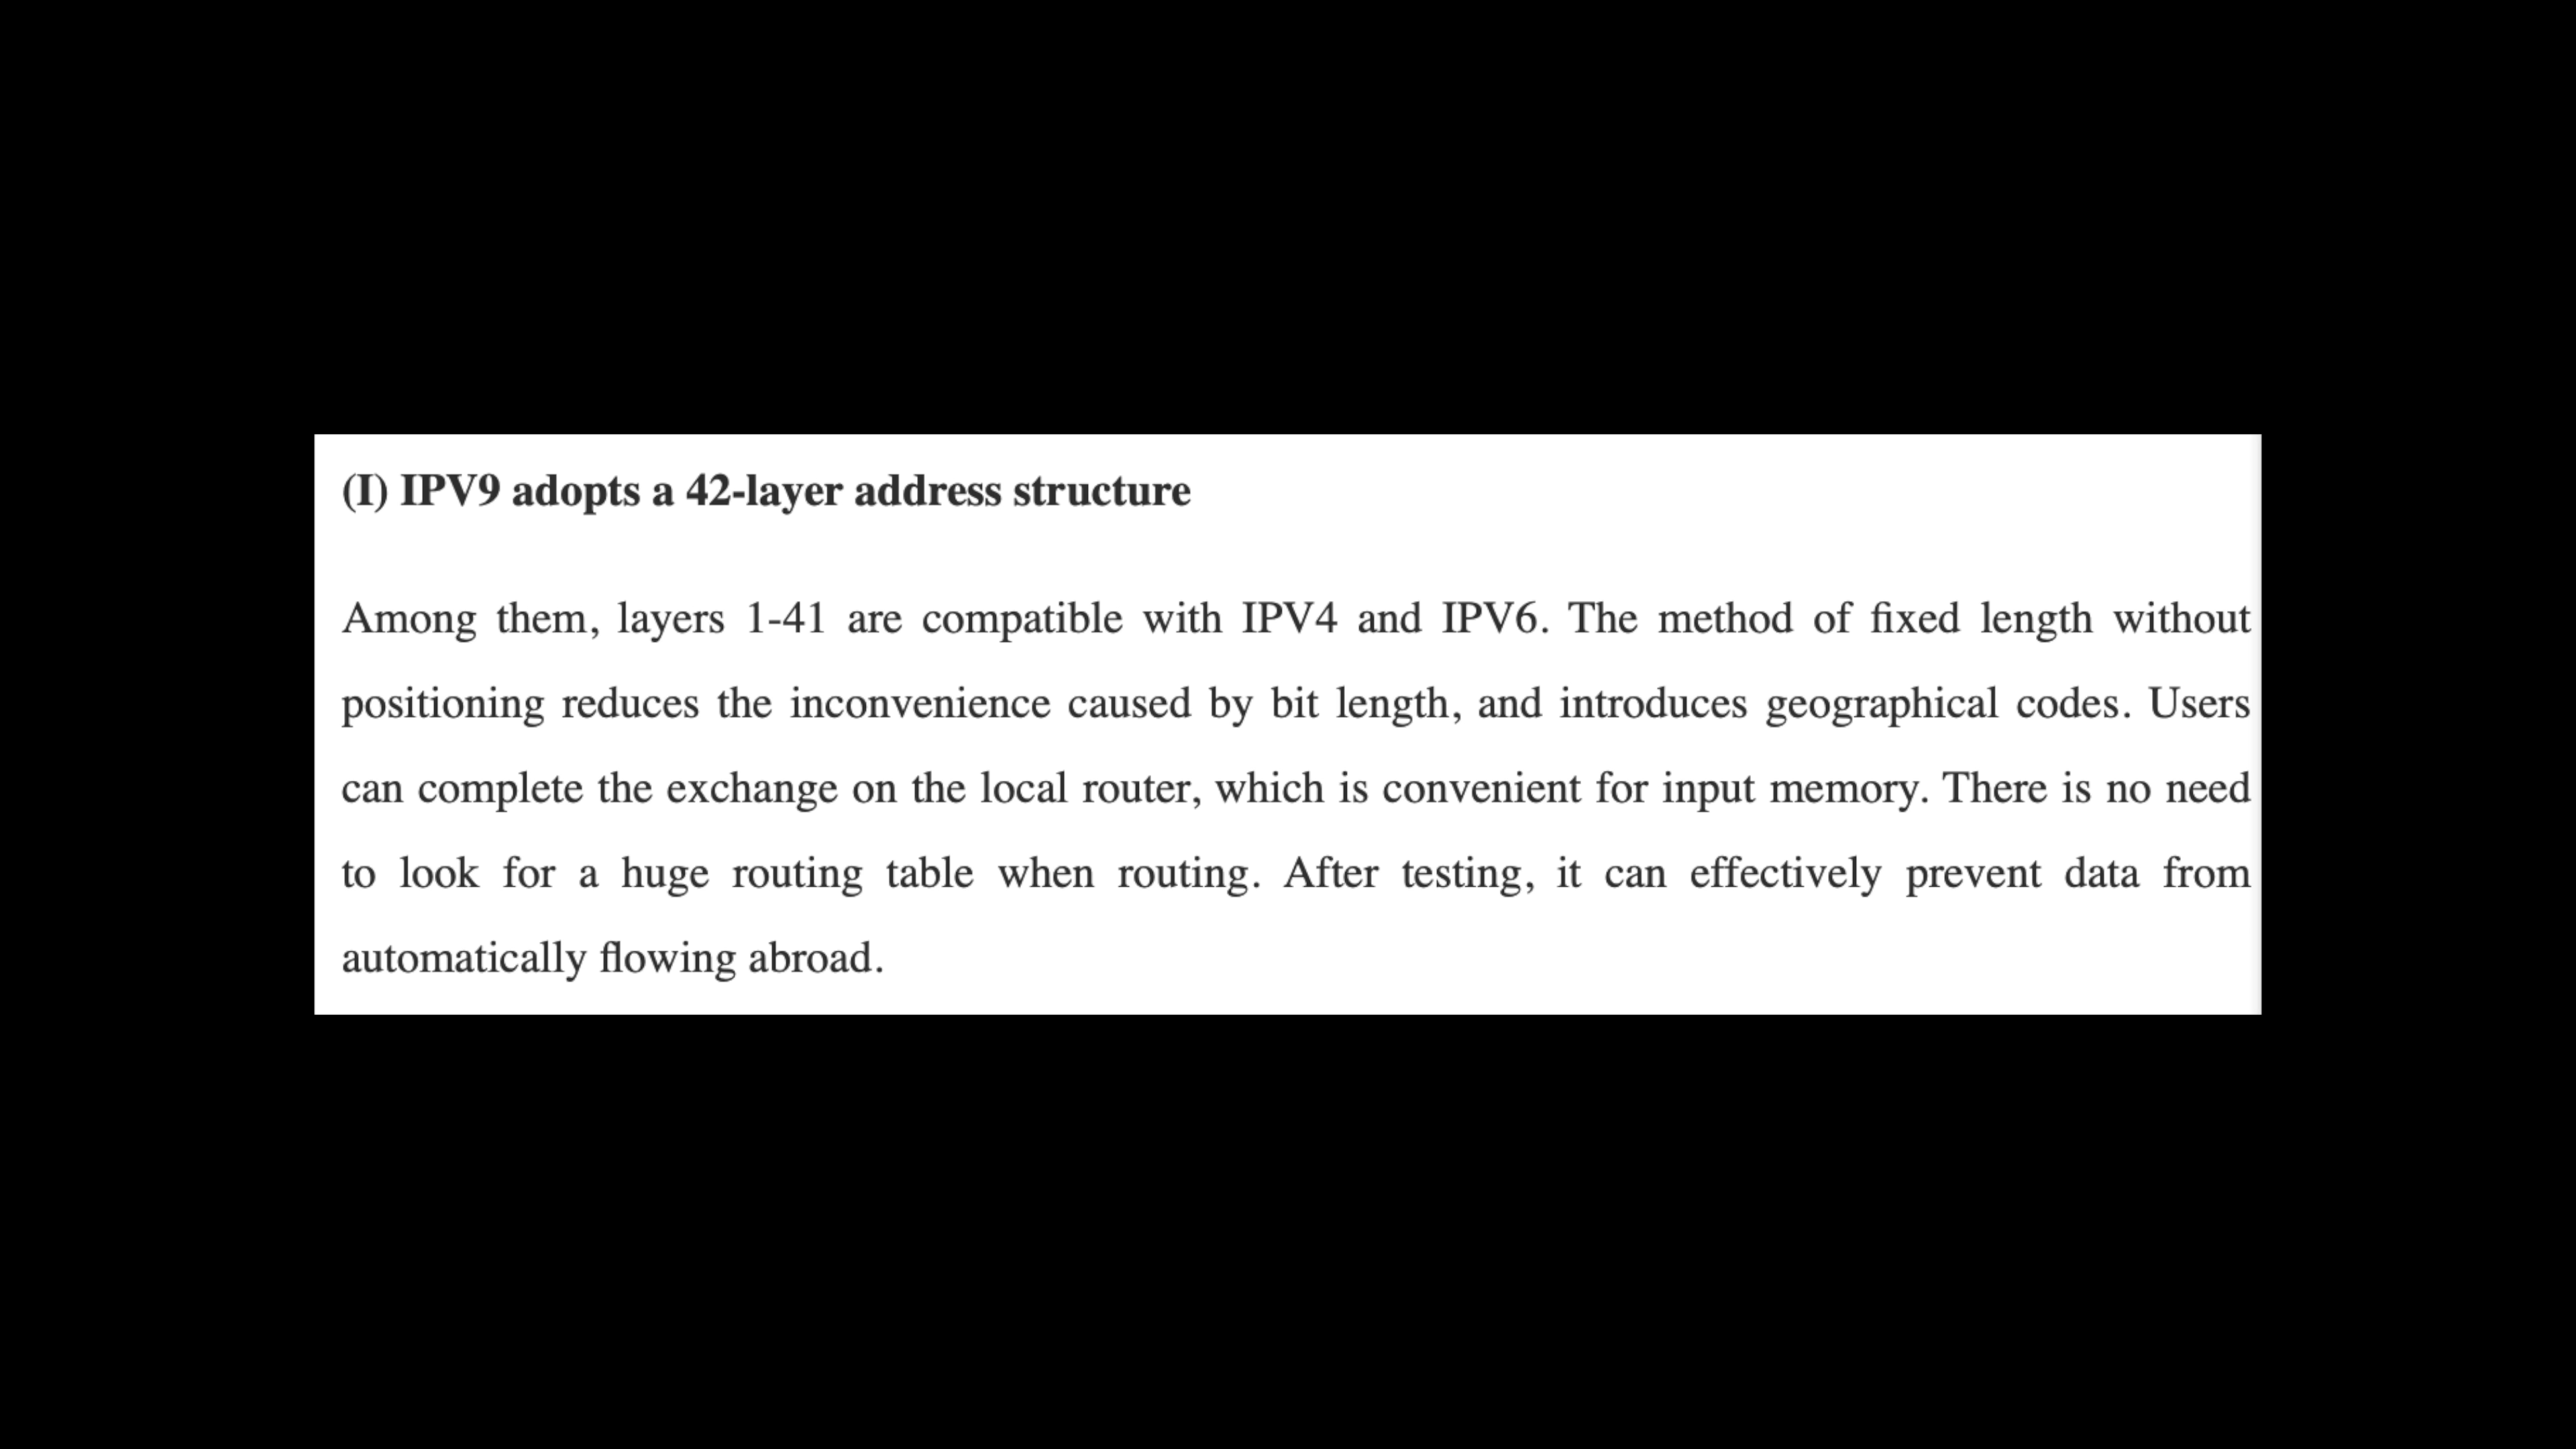 (I) IPV9 adopts a 42-layer address structure
Among them, layers 1-41 are compatible with IPV4 and IPV6. The method of fixed length without
positioning reduces the inconvenience caused by bit length, and introduces geographical codes. Users
can complete the exchange on the local router, which is convenient for input memory. There is no need
to look for a huge routing table when routing. After testing, it can effectively prevent data from
automatically flowing abroad.